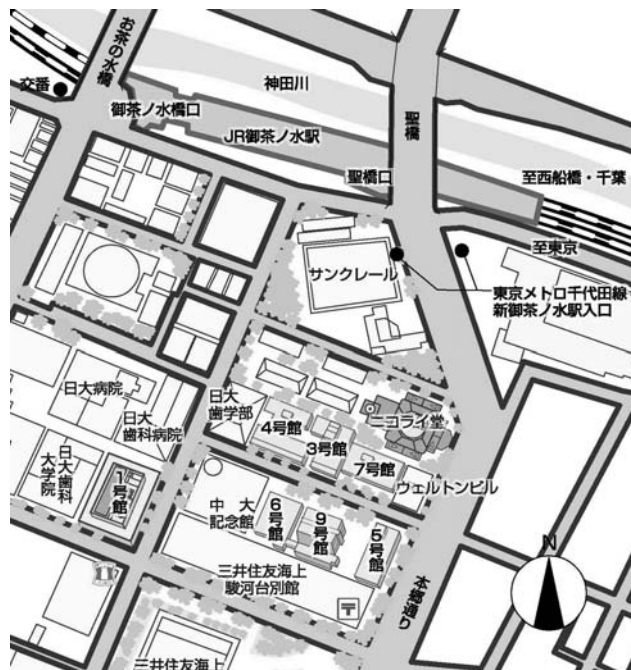 お茶の水橋
交番
神田川
御茶ノ水橋口
JR御茶ノ水駅
聖橋
聖橋口
至西船橋・千葉
至東京
サンクレール
東京メトロ千代田線
新御茶ノ水駅入口
日大病院
日大
歯科病院
日大
歯学部
4号館
3号館
ニコライ堂
7号館
日大歯科
大学院
1号館
中大
記念館
6号館
9号館
5号館
ウェルトンビル
三井住友海上
駿河台別館
〒
本郷通り
N
三井住友海上